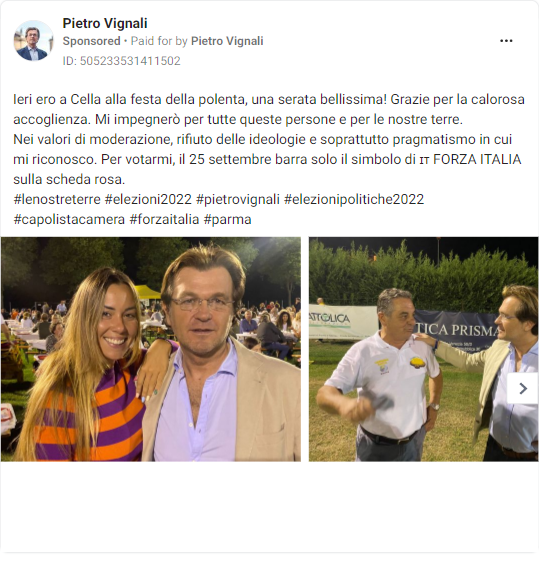 Pietro Vignali
Sponsored • Paid for by Pietro Vignali
ID: 505233531411502
Ieri ero a Cella alla festa della polenta, una serata bellissima! Grazie per la calorosa
accoglienza. Mi impegnerò per tutte queste persone e per le nostre terre.
Nei valori di moderazione, rifiuto delle ideologie e soprattutto pragmatismo in cui
mi riconosco. Per votarmi, il 25 settembre barra solo il simbolo di ɪᴛ FORZA ITALIA
sulla scheda rosa.
#lenostreterre #elezioni2022 #pietrovignali #elezionipolitiche2022
#capolistacamera #forzaitalia #parma
ATTOLICA
TICA PRISMA